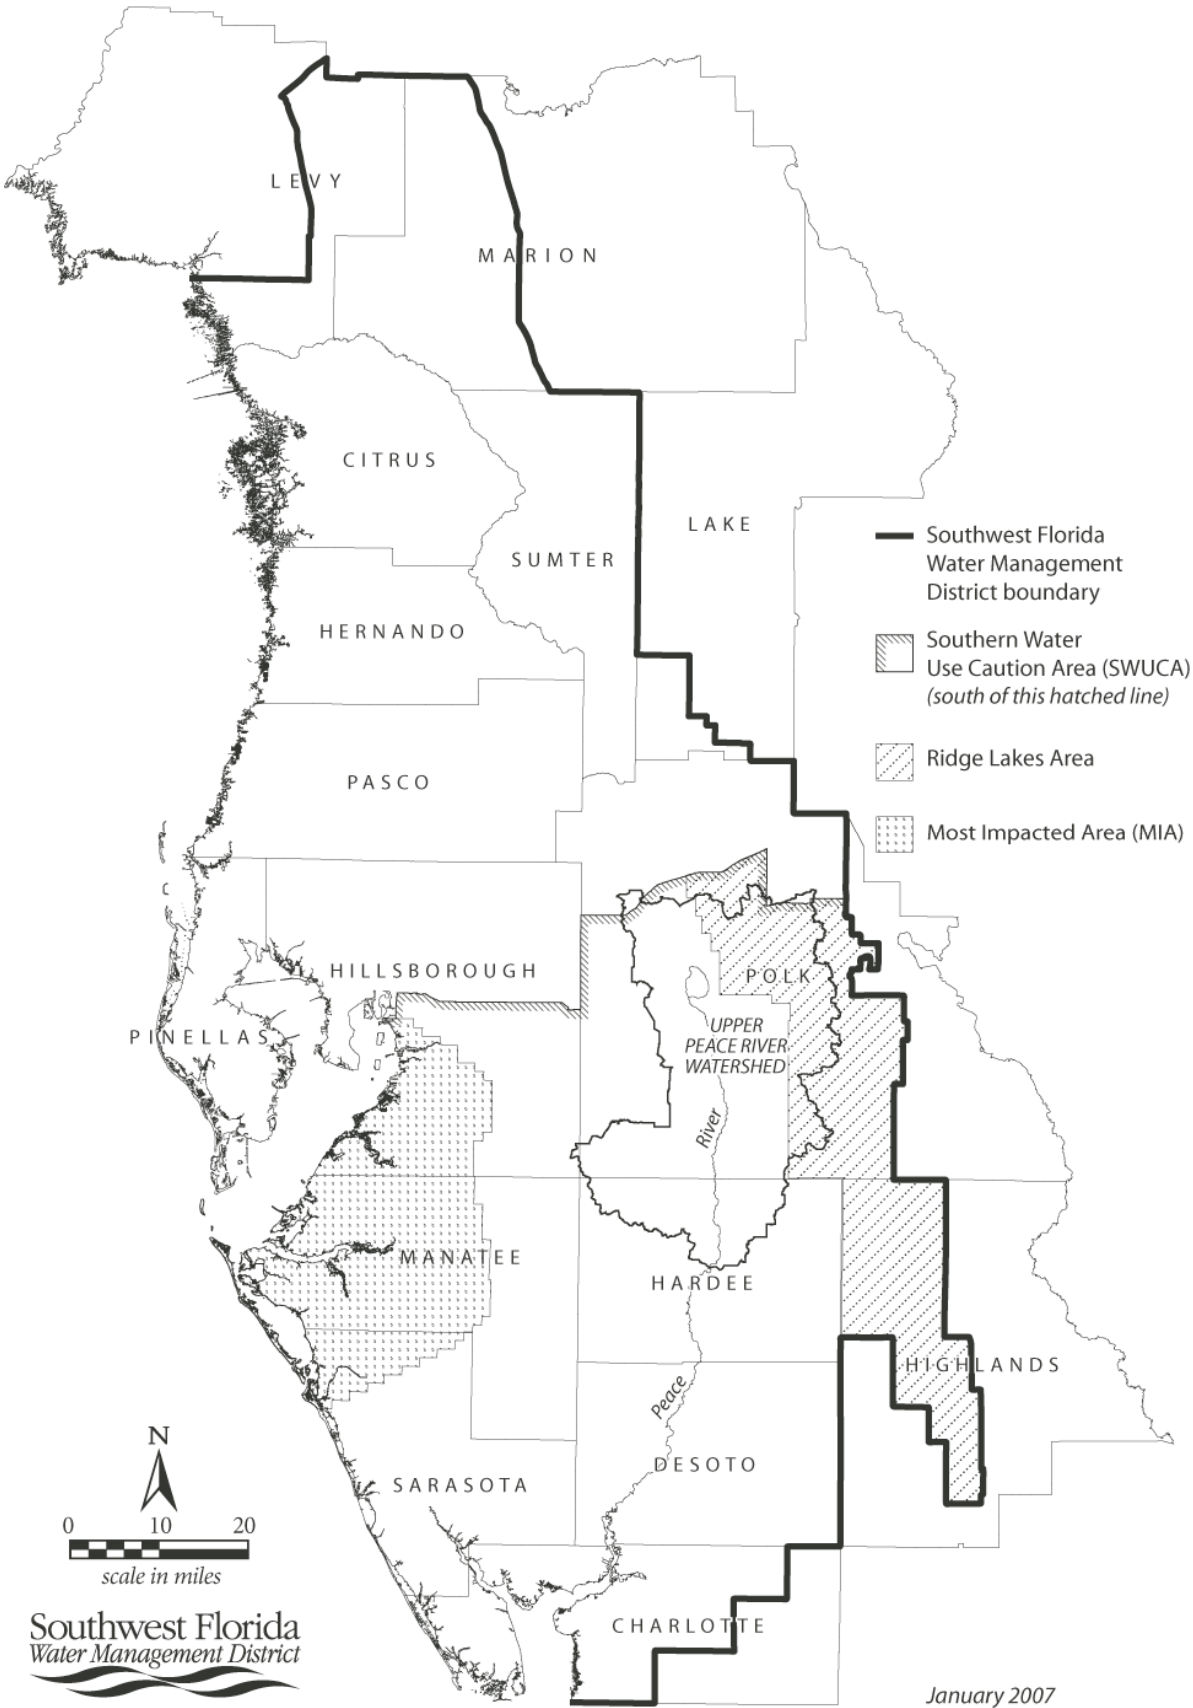 LEVY
MARION
CITRUS
LAKE
SUMTER
HERNANDO
PASCO
HILLSBOROUGH
POLK
PINELLAS
UPPER
PEACE RIVER
WATERSHED
River
MANATEE
HARDEE
HIGHLANDS
Peace
DESOTO
SARASOTA
CHARLOTTE
Southwest Florida
Water Management
District boundary
Southern Water
Use Caution Area (SWUCA)
(south of this hatched line)
Ridge Lakes Area
Most Impacted Area (MIA)
N
0 10 20
scale in miles
Southwest Florida
Water Management District
January 2007